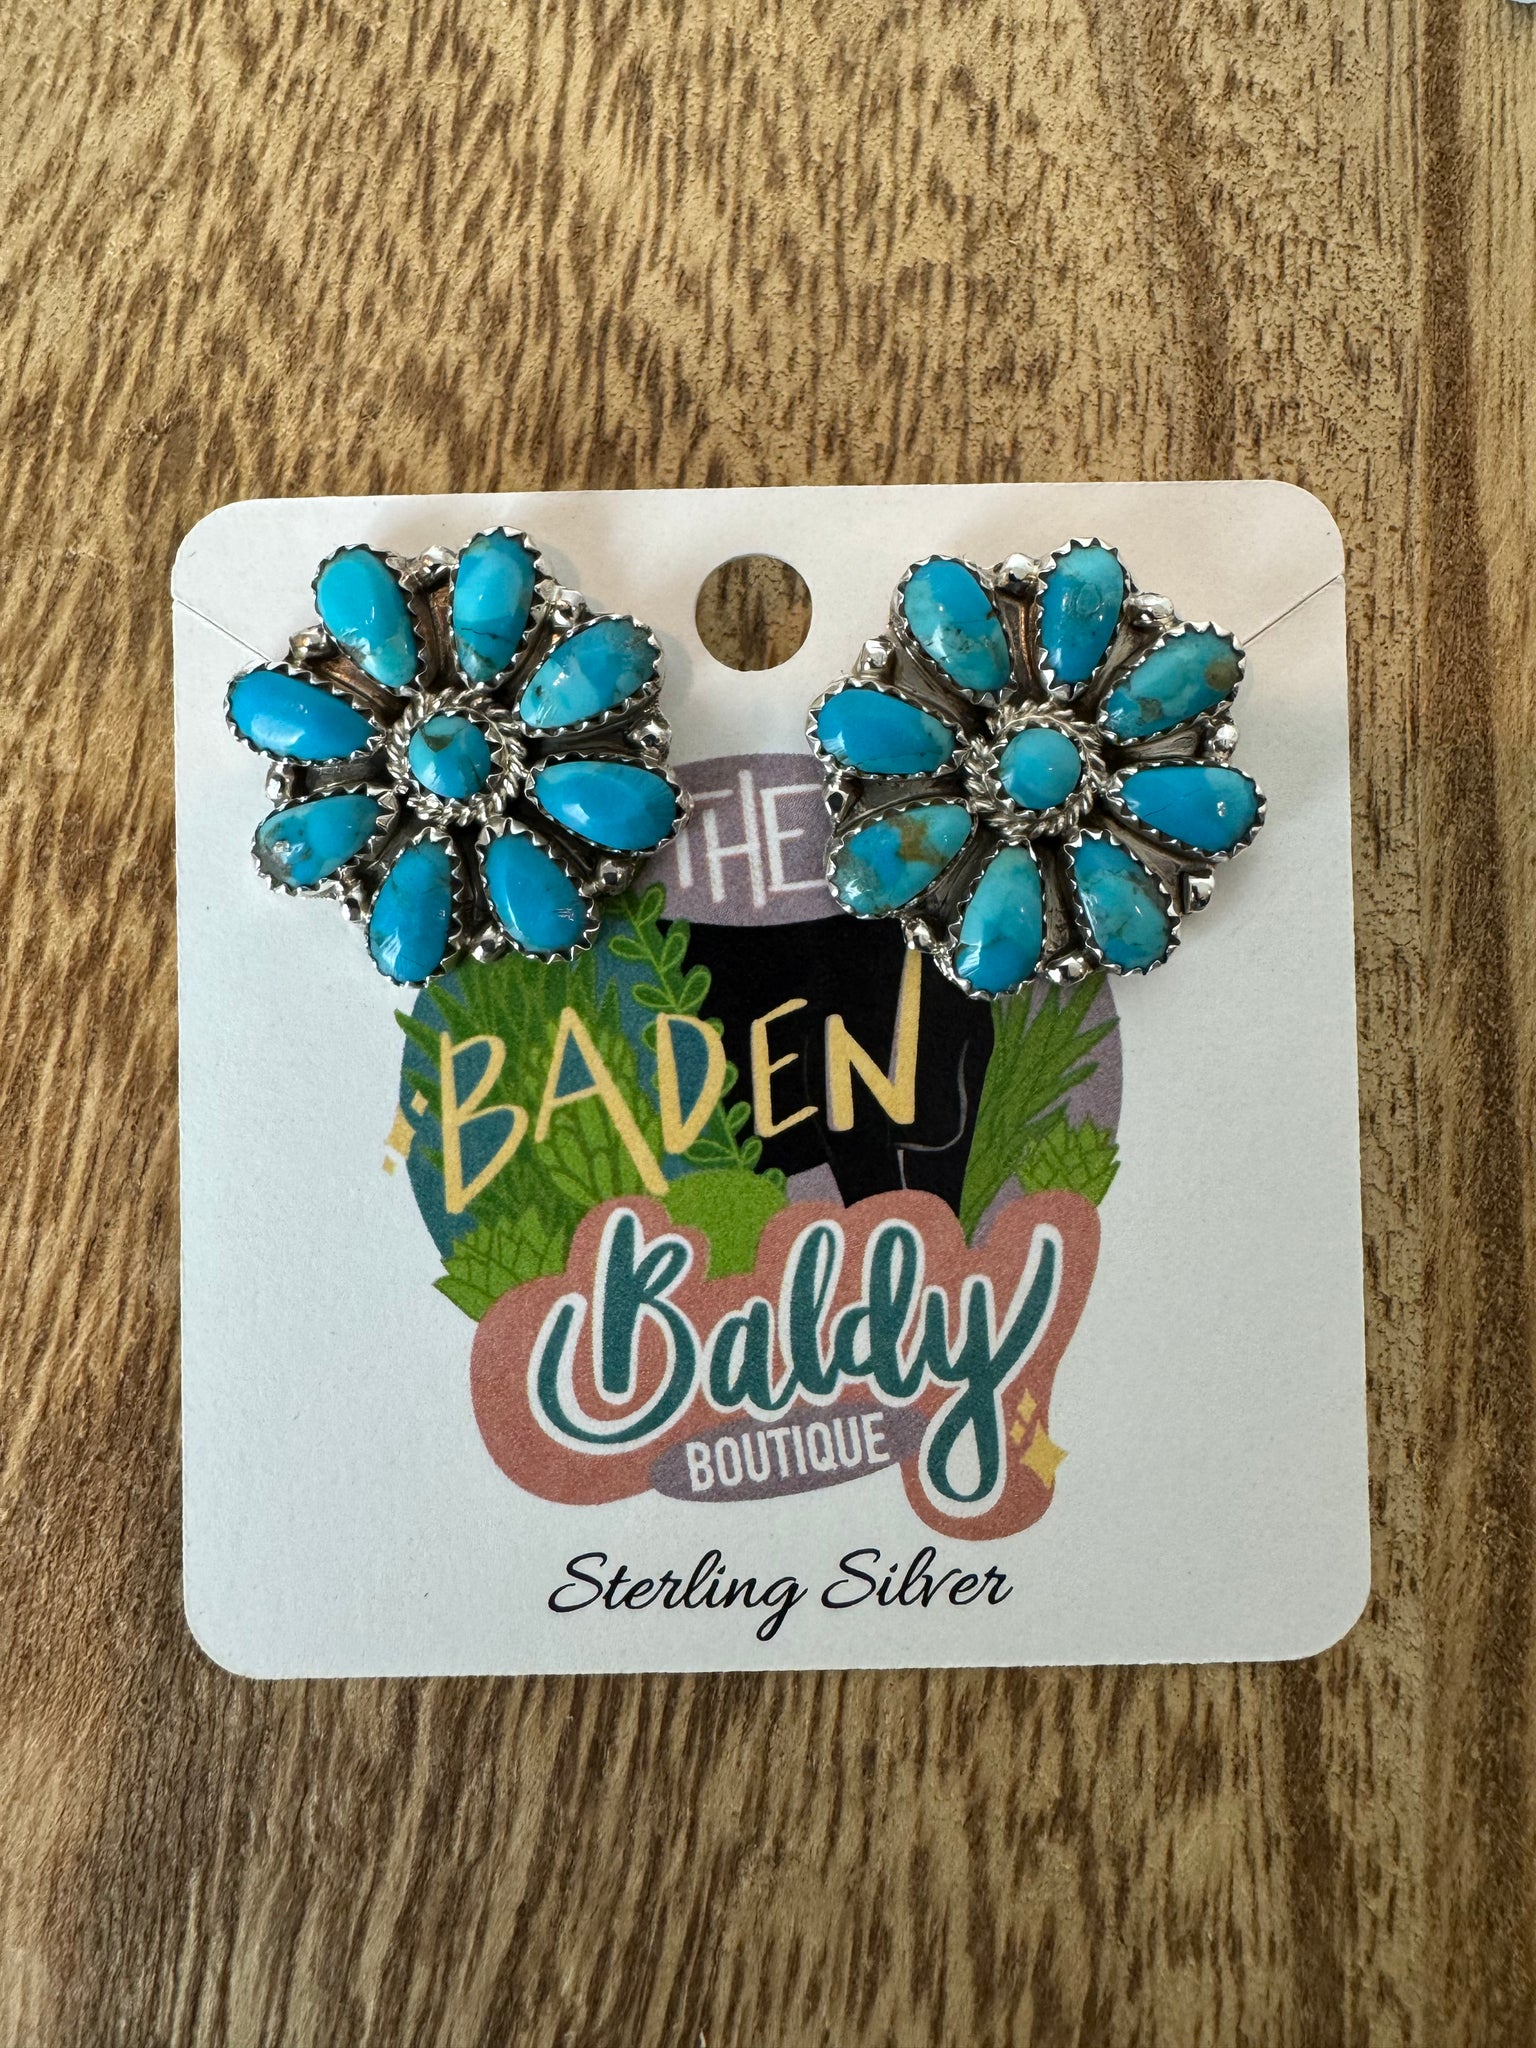 THE
BADEN
Baldy
BOUTIQUE
Sterling Silver